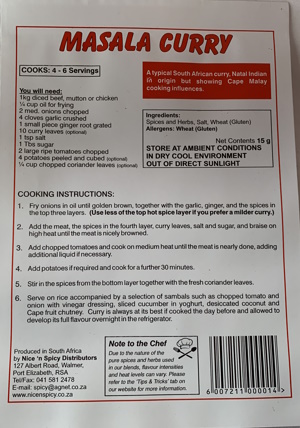 MASALA CURRY
COOKS: 4 - 6 Servings
A typical South African curry, Natal Indian
in origin but showing Cape Malay
cooking influences.
You will need:
1kg diced beef, mutton or chicken
¼ cup oil for frying
2 med. onions chopped
4 cloves garlic crushed
1 small piece ginger root grated
10 curry leaves (optional)
1 tsp salt
1 Tbs sugar
2 large ripe tomatoes chopped
4 potatoes peeled and cubed (optional)
¼ cup chopped coriander leaves (optional)
Ingredients:
Spices and Herbs, Salt, Wheat (Gluten)
Allergens: Wheat (Gluten)
Net Contents 15 g
STORE AT AMBIENT CONDITIONS
IN DRY COOL ENVIRONMENT
OUT OF DIRECT SUNLIGHT
COOKING INSTRUCTIONS:
1. Fry onions in oil until golden brown, together with the garlic, ginger, and the spices in
the top three layers. (Use less of the top hot spice layer if you prefer a milder curry.)
2. Add the meat, the spices in the fourth layer, curry leaves, salt and sugar, and braise on
high heat until the meat is nicely browned.
3. Add chopped tomatoes and cook on medium heat until the meat is nearly done, adding
additional liquid if necessary.
4. Add potatoes if required and cook for a further 30 minutes.
5. Stir in the spices from the bottom layer together with the fresh coriander leaves.
6. Serve on rice accompanied by a selection of sambals such as chopped tomato and
onion with vinegar dressing, sliced cucumber in yoghurt, desiccated coconut and
Cape fruit chutney. Curry is always at its best if cooked the day before and allowed to
develop its full flavour overnight in the refrigerator.
Produced in South Africa
by Nice 'n Spicy Distributors
127 Albert Road, Walmer,
Port Elizabeth, RSA
Tel/Fax: 041 581 2478
E-mail: spicy@agnet.co.za
www.nicenspicy.co.za
Note to the Chef
Due to the nature of the
pure spices and herbs used
in our blends, flavour intensities
and heat levels can vary. Please
refer to the 'Tips & Tricks' tab on
our website for more information.
6 007211 000014 >